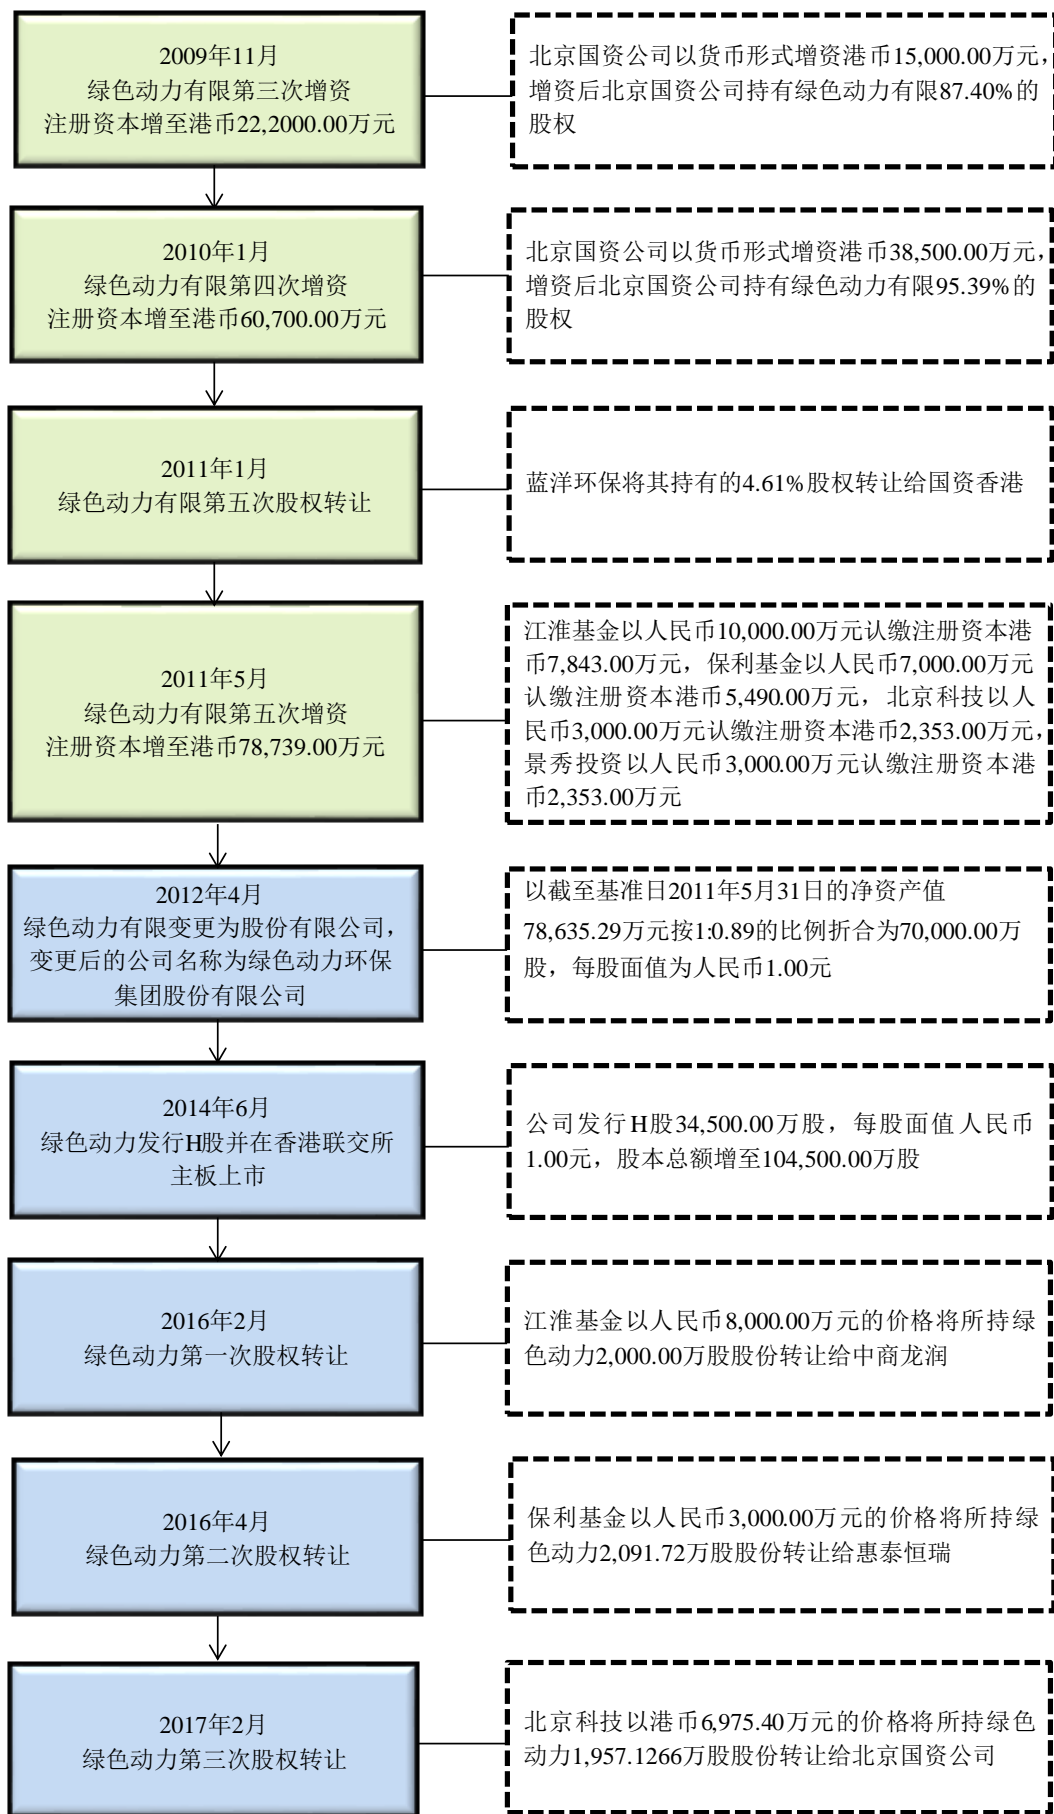 2009年11月
绿色动力有限第三次增资
注册资本增至港币22,2000.00万元
北京国资公司以货币形式增资港币15,000.00万元，
增资后北京国资公司持有绿色动力有限87.40%的
股权
2010年1月
绿色动力有限第四次增资
注册资本增至港币60,700.00万元
北京国资公司以货币形式增资港币38,500.00万元，
增资后北京国资公司持有绿色动力有限95.39%的
股权
2011年1月
绿色动力有限第五次股权转让
蓝洋环保将其持有的4.61%股权转让给国资香港
2011年5月
绿色动力有限第五次增资
注册资本增至港币78,739.00万元
江淮基金以人民币10,000.00万元认缴注册资本港
币7,843.00万元，保利基金以人民币7,000.00万元
认缴注册资本港币5,490.00万元，北京科技以人
民币3,000.00万元认缴注册资本港币2,353.00万元，
景秀投资以人民币3,000.00万元认缴注册资本港
币2,353.00万元
2012年4月
绿色动力有限变更为股份有限公司，
变更后的公司名称为绿色动力环保
集团股份有限公司
以截至基准日2011年5月31日的净资产值
78,635.29万元按1:0.89的比例折合为70,000.00万
股，每股面值为人民币1.00元
2014年6月
绿色动力发行H股并在香港联交所
主板上市
公司发行H股34,500.00万股，每股面值人民币
1.00元，股本总额增至104,500.00万股
2016年2月
绿色动力第一次股权转让
江淮基金以人民币8,000.00万元的价格将所持绿
色动力2,000.00万股股份转让给中商龙润
2016年4月
绿色动力第二次股权转让
保利基金以人民币3,000.00万元的价格将所持绿
色动力2,091.72万股股份转让给惠泰恒瑞
2017年2月
绿色动力第三次股权转让
北京科技以港币6,975.40万元的价格将所持绿色
动力1,957.1266万股股份转让给北京国资公司